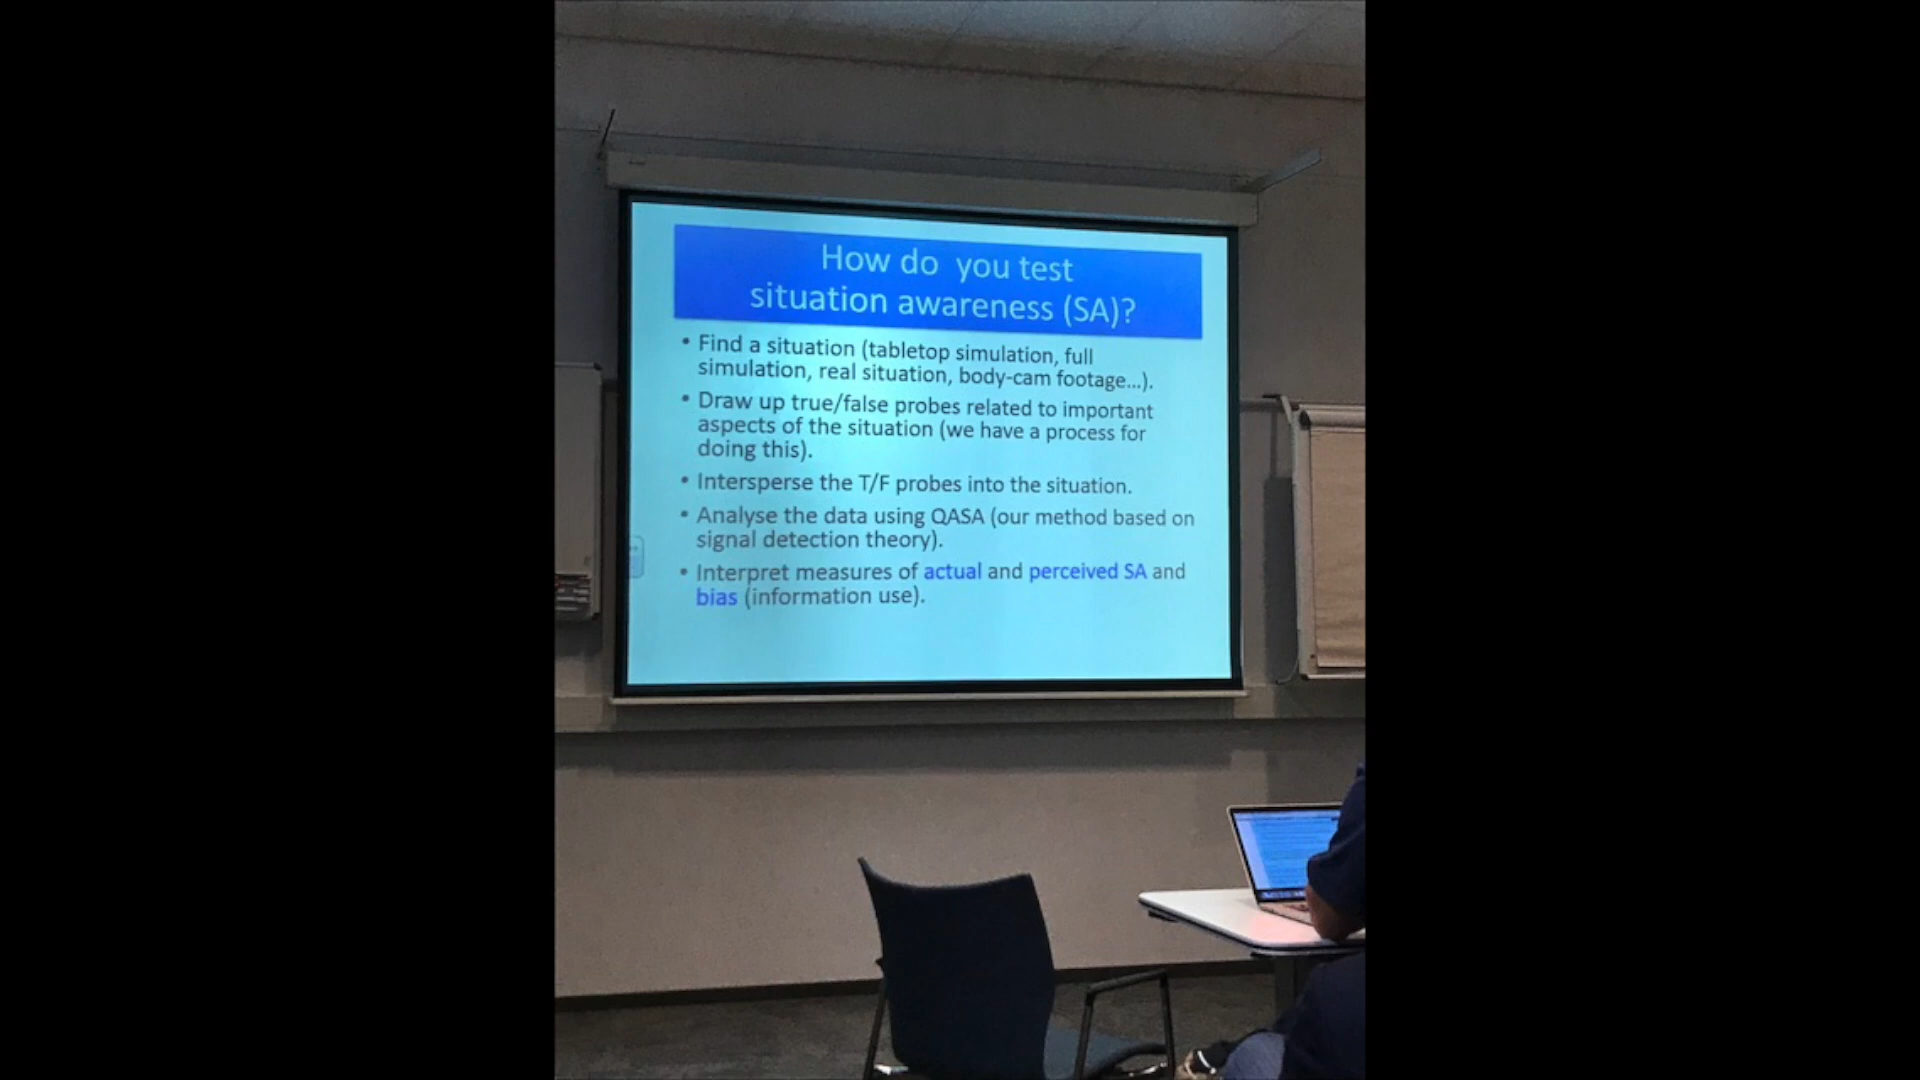 How do you test
situation awareness (SA)?
• Find a situation (tabletop simulation, full
simulation, real situation, body-cam footage...).
• Draw up true/false probes related to important
aspects of the situation (we have a process for
doing this).
• Intersperse the T/F probes into the situation.
• Analyse the data using QASA (our method based on
signal detection theory).
• Interpret measures of actual and perceived SA and
bias (information use).